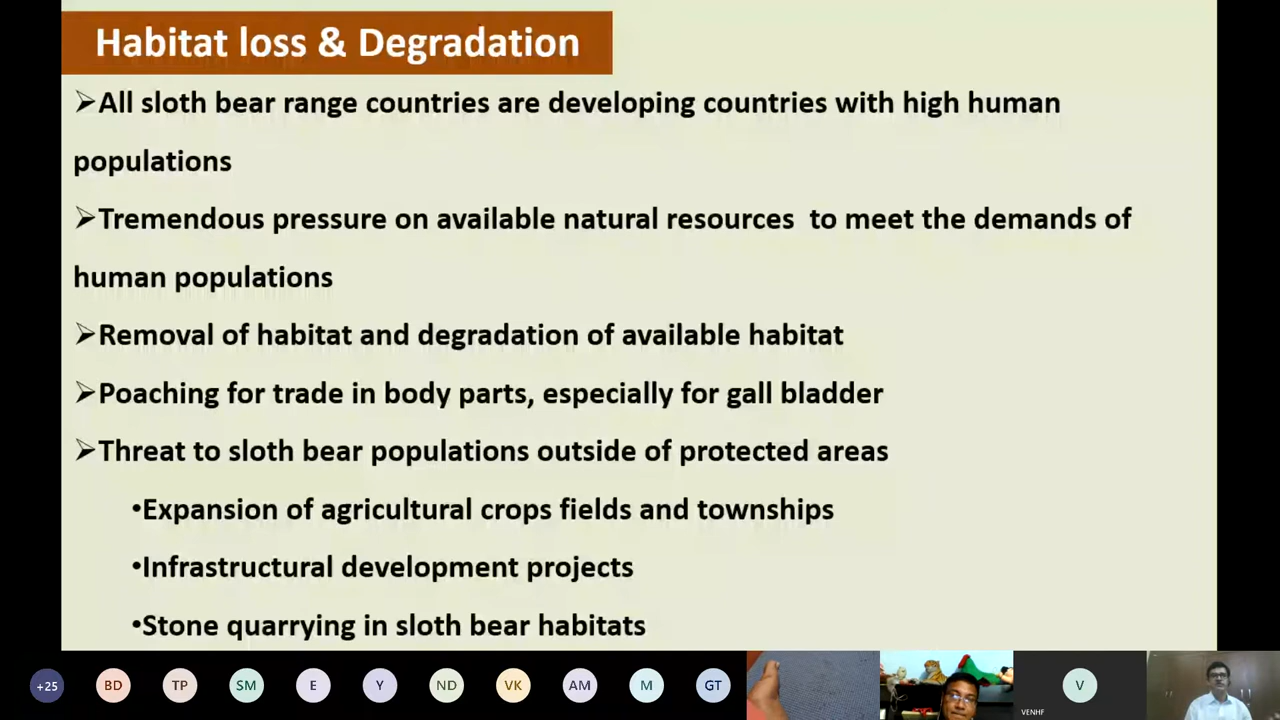 Habitat loss & Degradation
➢All sloth bear range countries are developing countries with high human
populations
➢Tremendous pressure on available natural resources to meet the demands of
human populations
➢Removal of habitat and degradation of available habitat
➢Poaching for trade in body parts, especially for gall bladder
➢Threat to sloth bear populations outside of protected areas
•Expansion of agricultural crops fields and townships
•Infrastructural development projects
•Stone quarrying in sloth bear habitats
+25 BD TP SM E Y ND VK AM M GT V
VENHF